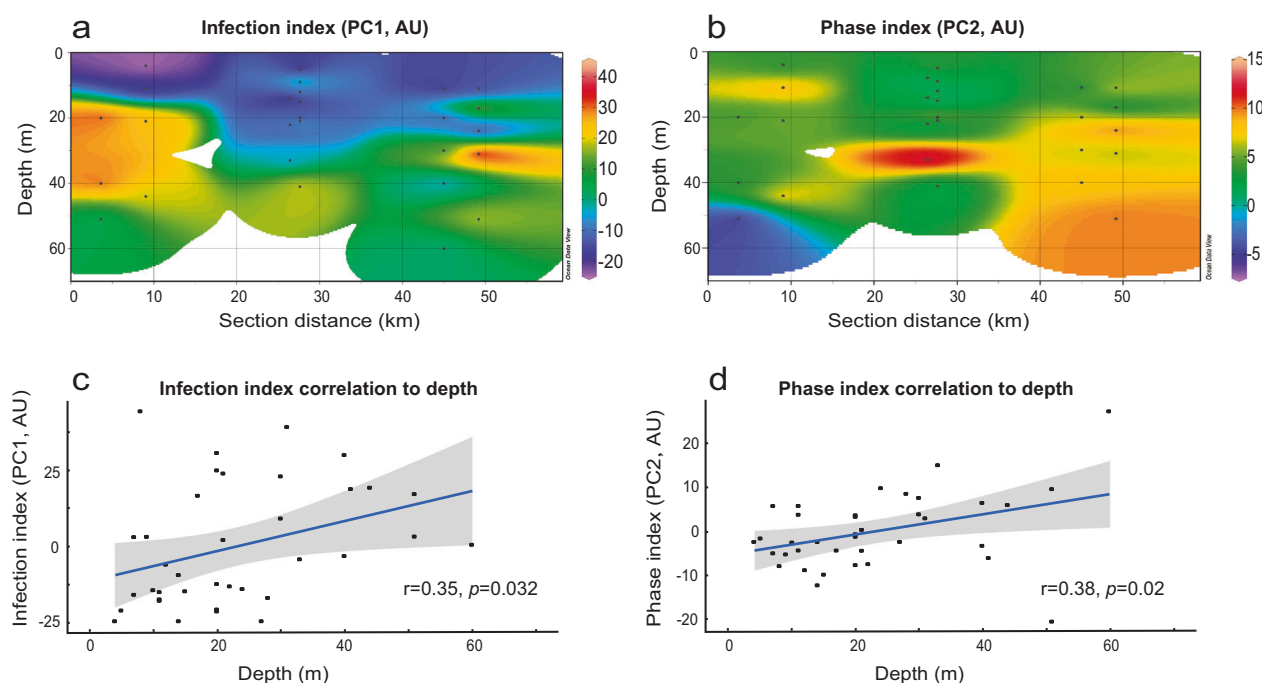 a
Infection index (PC1, AU)
0
20
40
60
Depth (m)
0 10 20 30 40 50
Section distance (km)
Ocean Data View
40
30
20
10
0
-10
-20
b
Phase index (PC2, AU)
0
20
40
60
Depth (m)
0 10 20 30 40 50
Section distance (km)
Ocean Data View
15
10
5
0
-5
c
Infection index correlation to depth
Infection index (PC1, AU)
25
0
-25
r=0.35, p=0.032
0 20 40 60
Depth (m)
d
Phase index correlation to depth
Phase index (PC2, AU)
20
10
0
-10
-20
r=0.38, p=0.02
0 20 40 60
Depth (m)